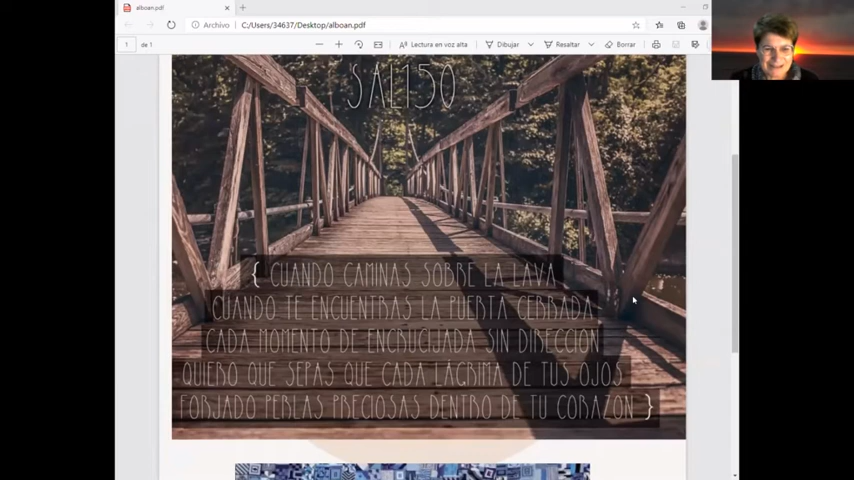 alboan.pdf
Archivo
C:/Users/34637/Desktop/alboan.pdf
1 de 1
Lectura en voz alta
Dibujar
Resaltar
Borrar
SAL150
{ CUANDO CAMINAS SOBRE LA LAVA
CUANDO TE ENCUENTRAS LA PUERTA CERRADA
CADA MOMENTO DE ENCRUCIJADA SIN DIRECCIÓN
QUIERO QUE SEPAS QUE CADA LÁGRIMA DE TUS OJOS
FORJADO PERLAS PRECIOSAS DENTRO DE TU CORAZÓN }